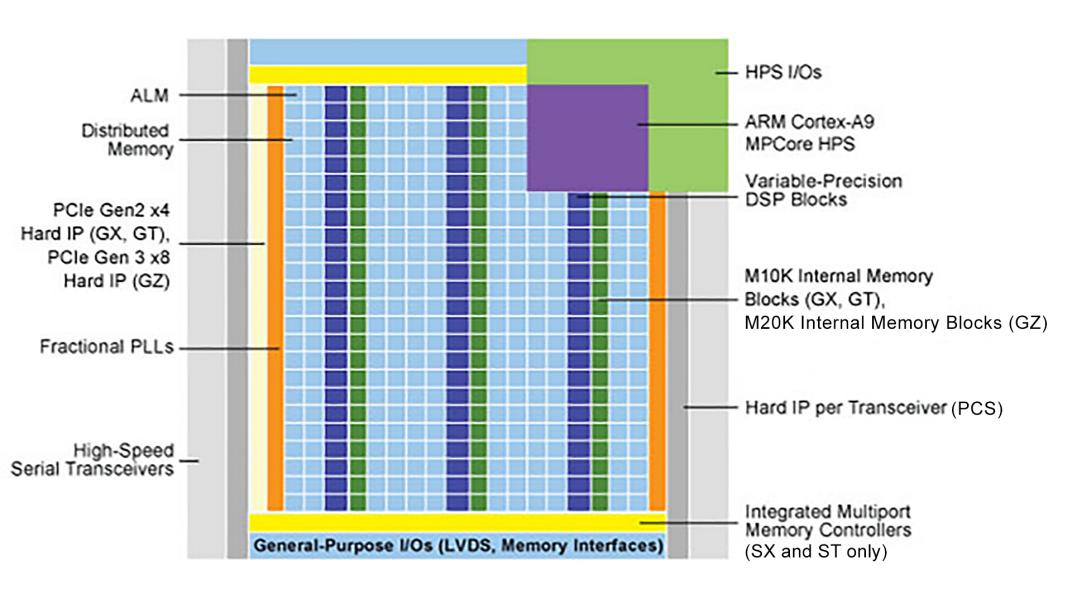 ALM
Distributed
Memory
PCIe Gen2 x4
Hard IP (GX, GT),
PCIe Gen 3 x8
Hard IP (GZ)
Fractional PLLs
High-Speed
Serial Transceivers
General-Purpose I/Os (LVDS, Memory Interfaces)
HPS I/Os
ARM Cortex-A9
MPCore HPS
Variable-Precision
DSP Blocks
M10K Internal Memory
Blocks (GX, GT),
M20K Internal Memory Blocks (GZ)
Hard IP per Transceiver (PCS)
Integrated Multiport
Memory Controllers
(SX and ST only)